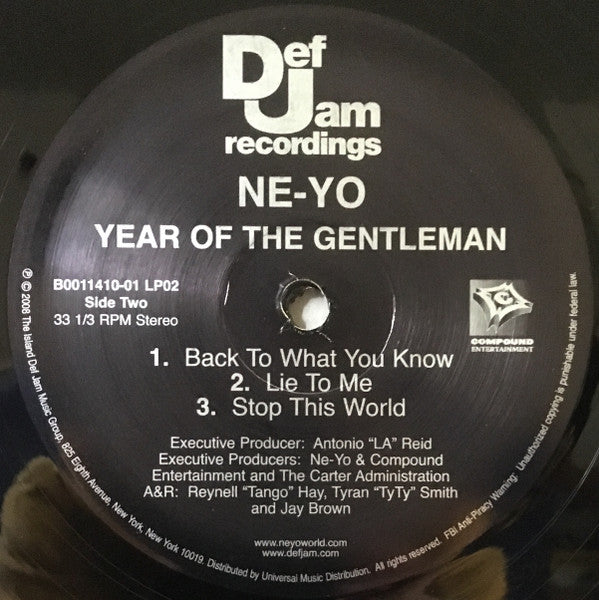 Def
Jam
recordings
NE-YO
YEAR OF THE GENTLEMAN
B0011410-01 LP02
Side Two
33 1/3 RPM Stereo
C
COMPOUND
ENTERTAINMENT
1. Back To What You Know
2. Lie To Me
3. Stop This World
Executive Producer: Antonio “LA” Reid
Executive Producers: Ne-Yo & Compound
Entertainment and The Carter Administration
A&R: Reynell “Tango” Hay, Tyran “TyTy” Smith
and Jay Brown
www.neyoworld.com
www.defjam.com
℗ © 2008 The Island Def Jam Music Group, 825 Eighth Avenue, New York, New York 10019. Distributed by Universal Music Distribution. All rights reserved. FBI Anti-Piracy Warning: Unauthorized copying is punishable under federal law.